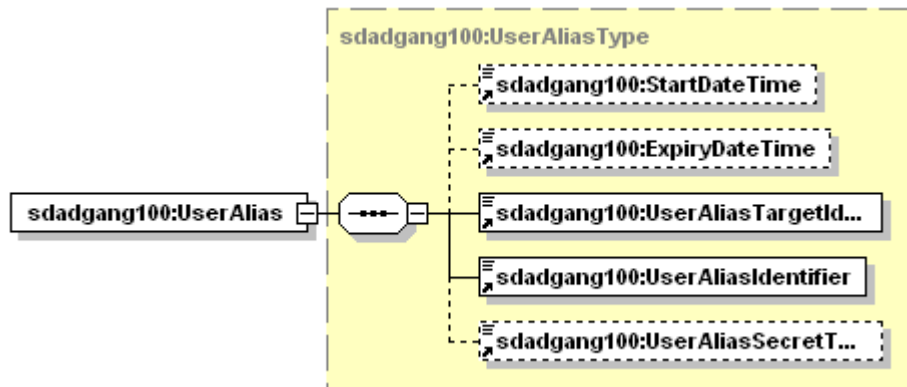 sdadgang100:UserAliasType
sdadgang100:StartDateTime
sdadgang100:ExpiryDateTime
sdadgang100:UserAlias
sdadgang100:UserAliasTargetId...
sdadgang100:UserAliasIdentifier
sdadgang100:UserAliasSecretT...